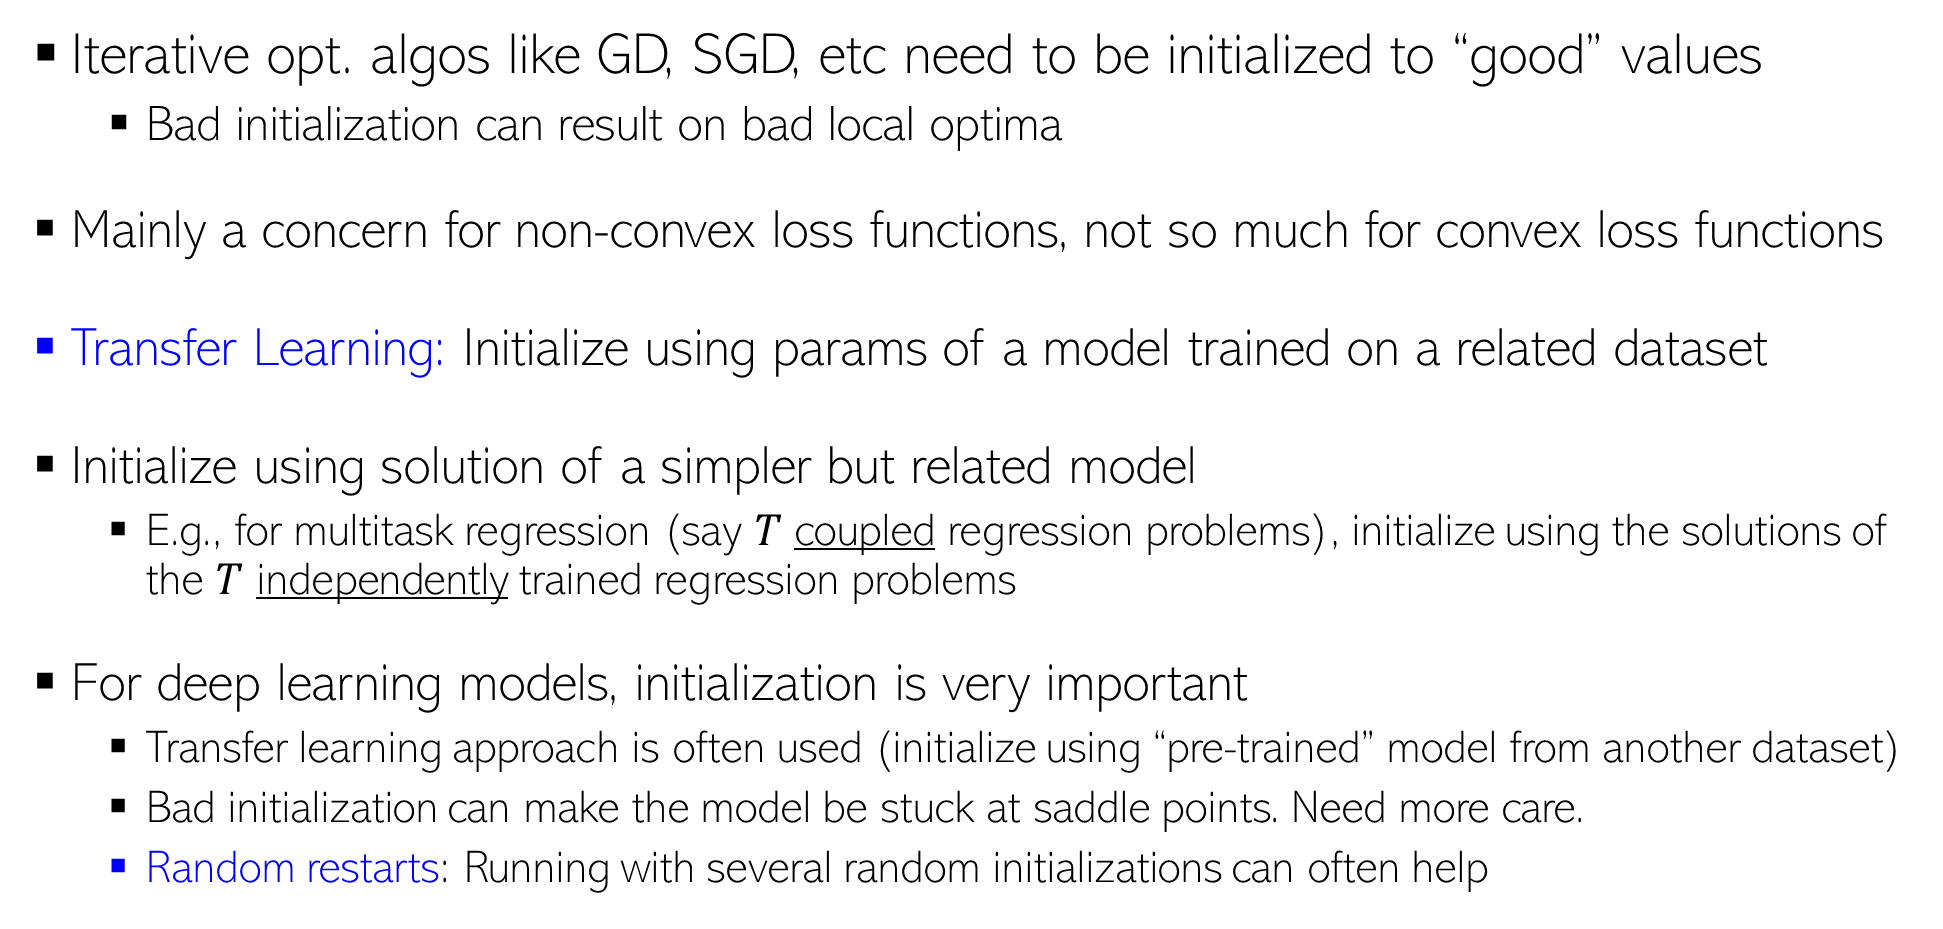 ▪ Iterative opt. algos like GD, SGD, etc need to be initialized to “good” values
▪ Bad initialization can result on bad local optima
▪ Mainly a concern for non-convex loss functions, not so much for convex loss functions
▪ Transfer Learning: Initialize using params of a model trained on a related dataset
▪ Initialize using solution of a simpler but related model
▪ E.g., for multitask regression (say T coupled regression problems), initialize using the solutions of
the T independently trained regression problems
▪ For deep learning models, initialization is very important
▪ Transfer learning approach is often used (initialize using “pre-trained” model from another dataset)
▪ Bad initialization can make the model be stuck at saddle points. Need more care.
▪ Random restarts: Running with several random initializations can often help